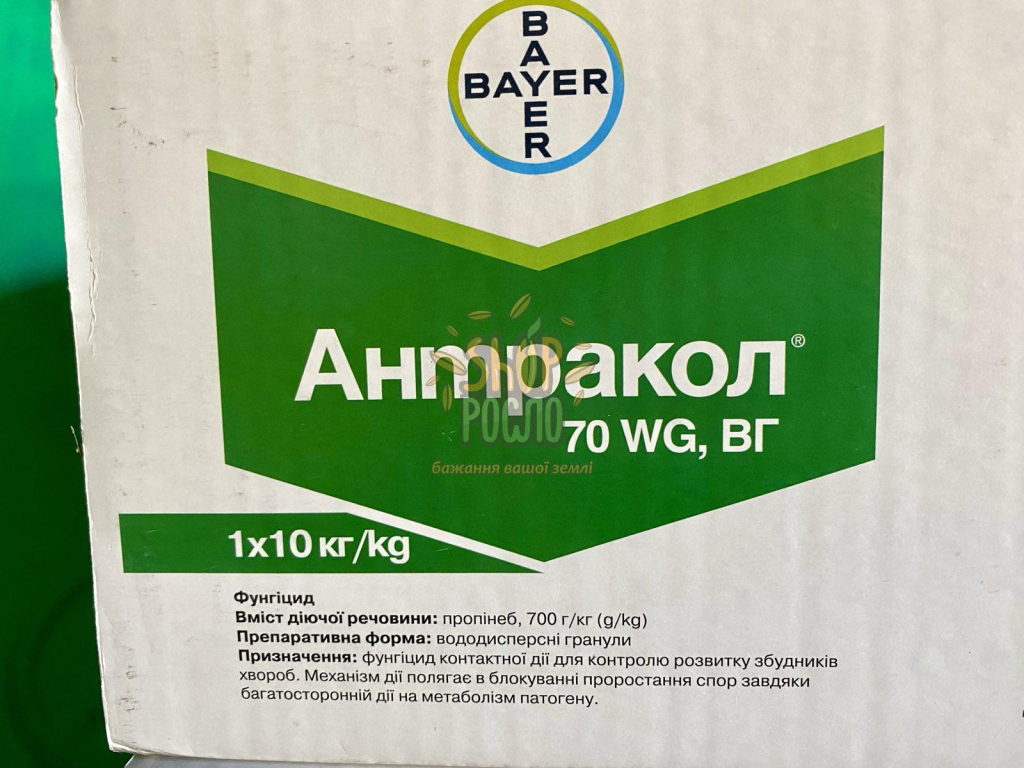 BAYER
BAYER
Антракол®
SHOP
РОСЛО
70 WG, ВГ
бажання вашої землі
1x10 кг/kg
Фунгіцид
Вміст діючої речовини: пропінеб, 700 г/кг (g/kg)
Препаративна форма: вододисперсні гранули
Призначення: фунгіцид контактної дії для контролю розвитку збудників
хвороб. Механізм дії полягає в блокуванні проростання спор завдяки
багатосторонній дії на метаболізм патогену.